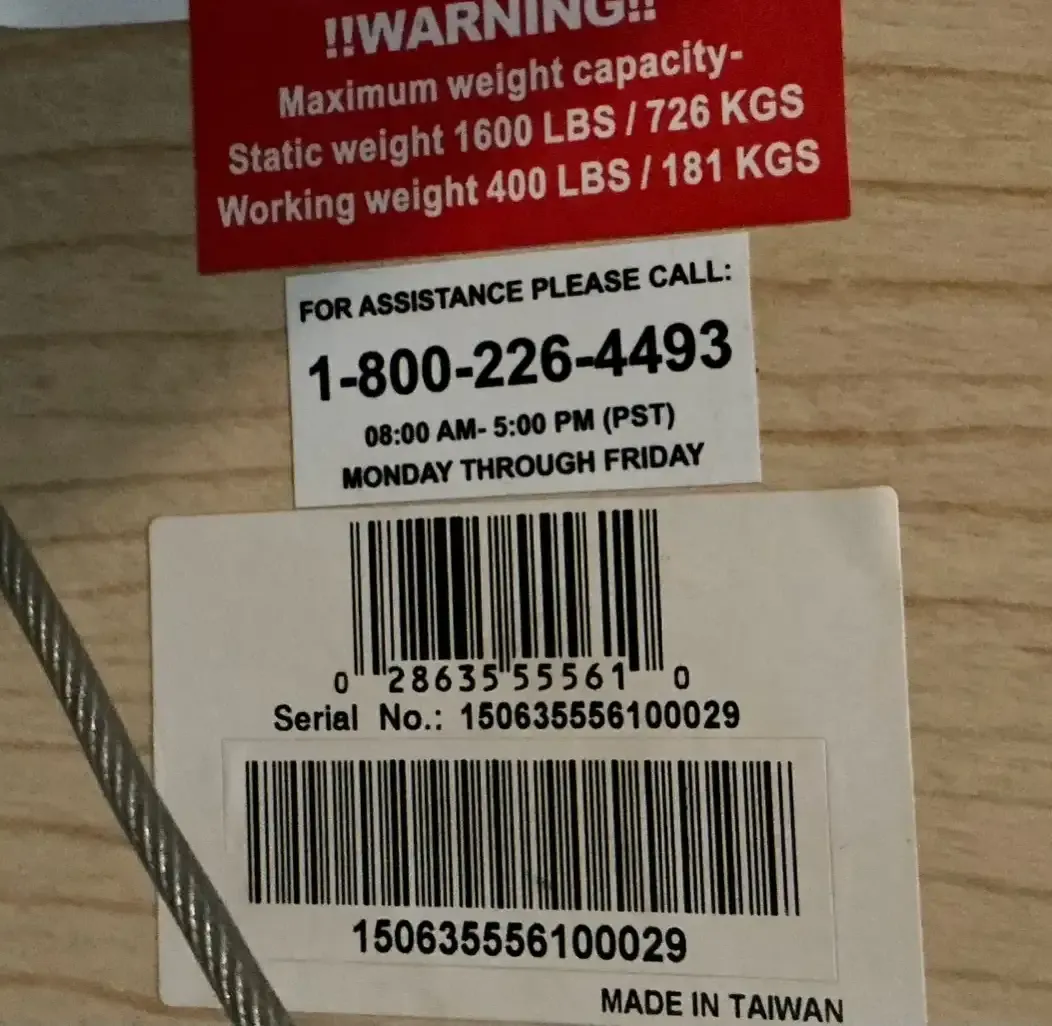 !!WARNING!!
Maximum weight capacity-
Static weight 1600 LBS / 726 KGS
Working weight 400 LBS / 181 KGS
FOR ASSISTANCE PLEASE CALL:
1-800-226-4493
08:00 AM- 5:00 PM (PST)
MONDAY THROUGH FRIDAY
0 28635 55561 0
Serial No.: 150635556100029
150635556100029
MADE IN TAIWAN